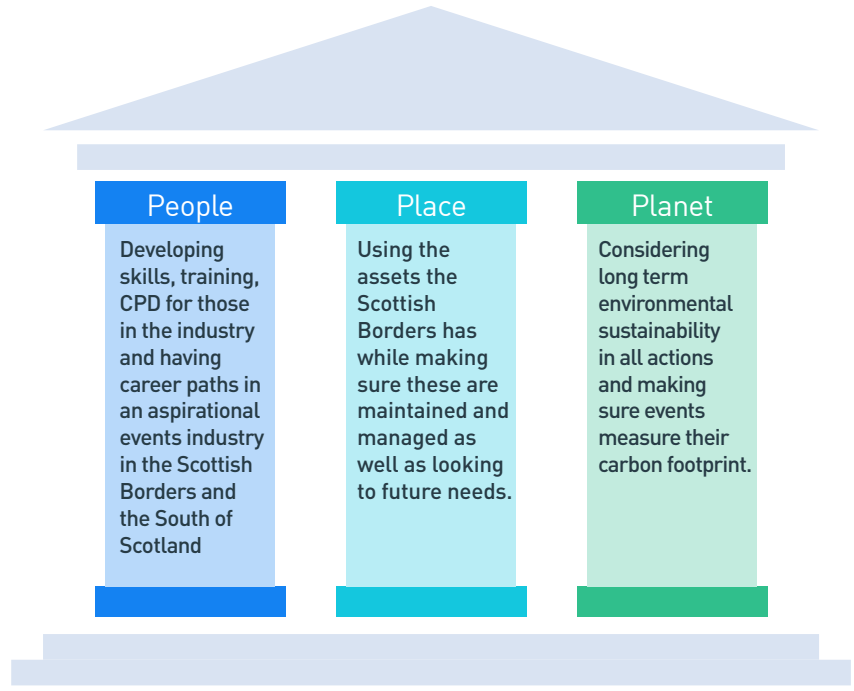 People
Developing
skills, training,
CPD for those
in the industry
and having
career paths in
an aspirational
events industry
in the Scottish
Borders and
the South of
Scotland
Place
Using the
assets the
Scottish
Borders has
while making
sure these are
maintained and
managed as
well as looking
to future needs.
Planet
Considering
long term
environmental
sustainability
in all actions
and making
sure events
measure their
carbon footprint.